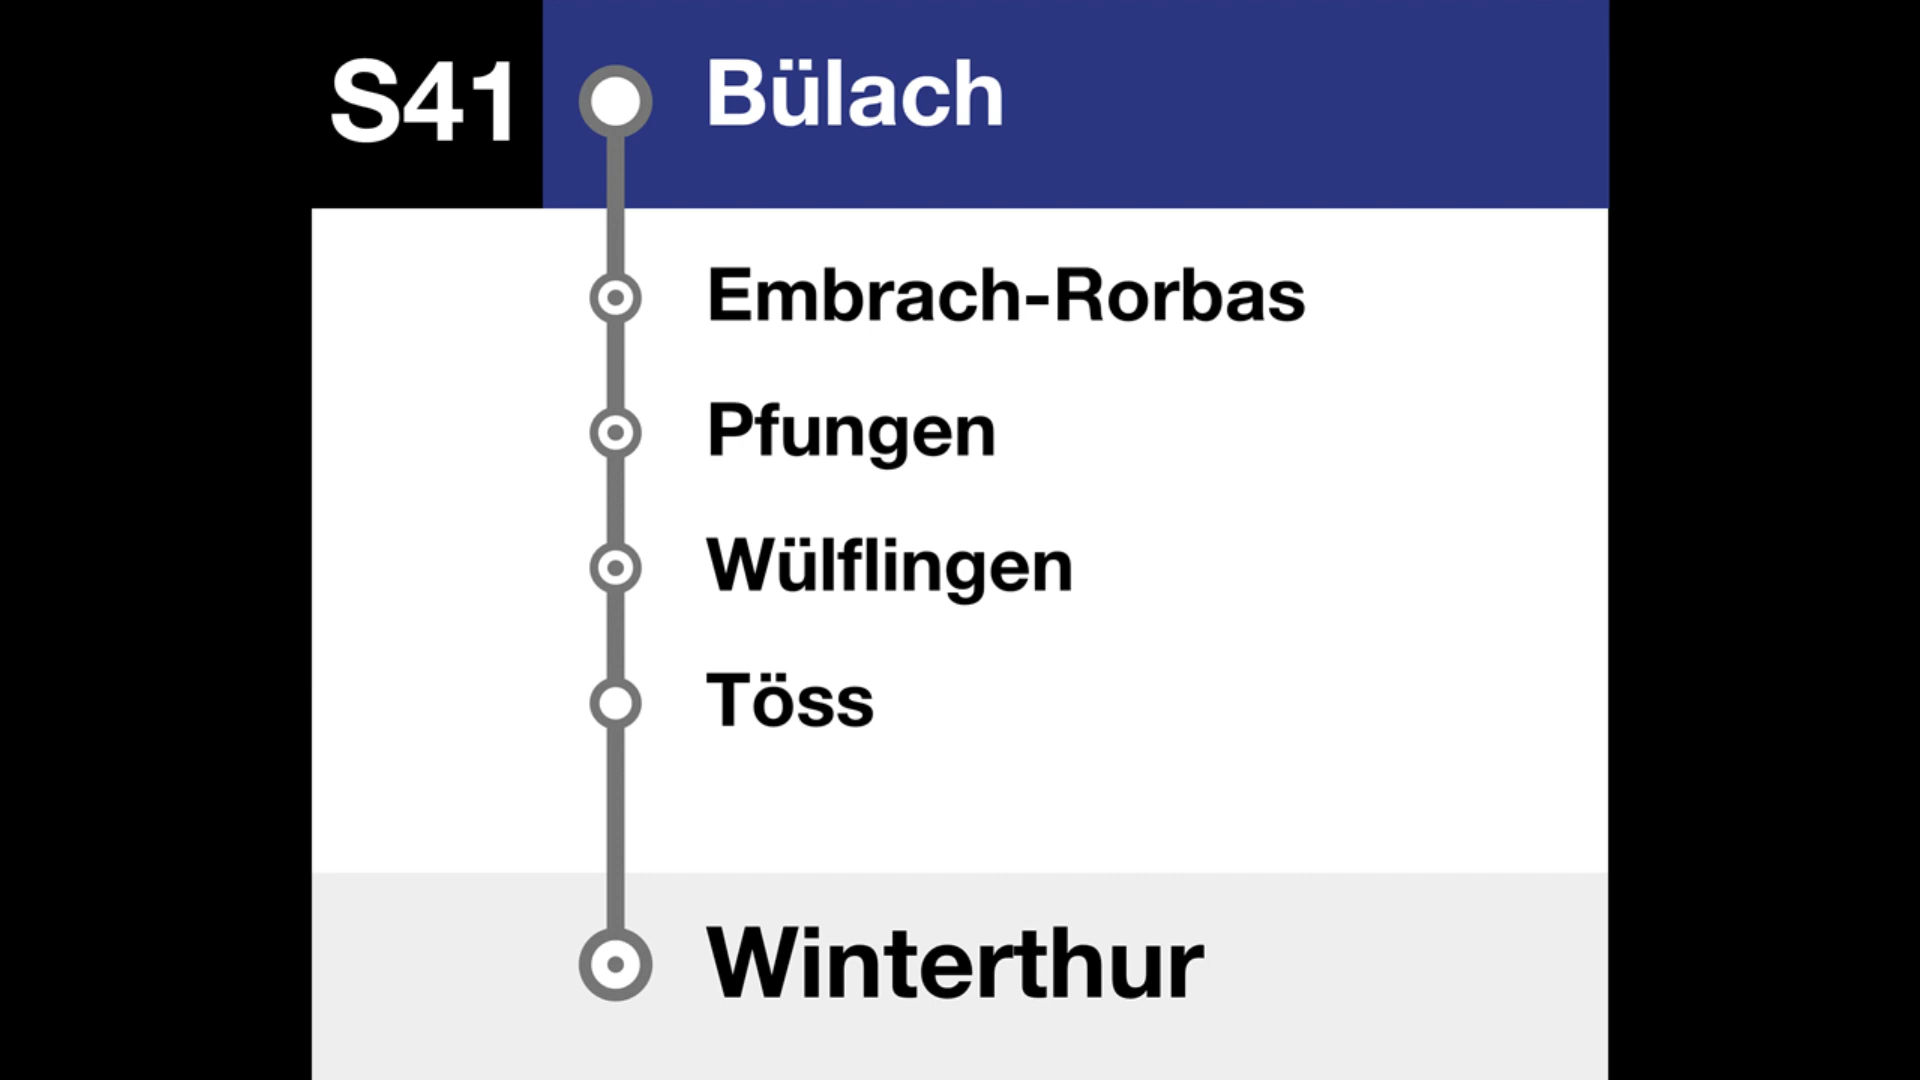 S41 Bülach
Embrach-Rorbas
Pfungen
Wülflingen
Töss
Winterthur